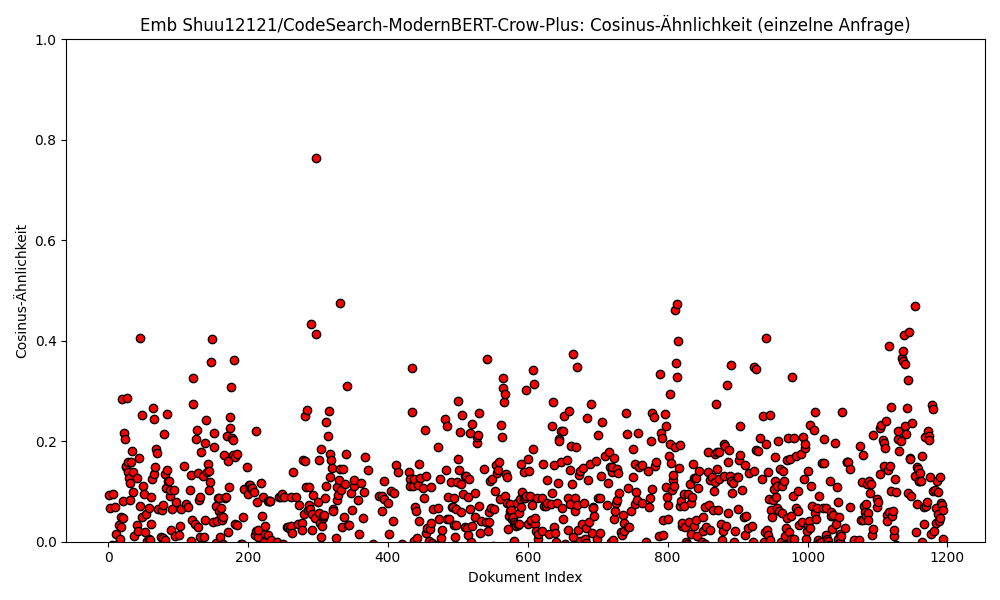 Emb Shuu12121/CodeSearch-ModernBERT-Crow-Plus: Cosinus-Ähnlichkeit (einzelne Anfrage)
1.0
0.8
0.6
0.4
0.2
0.0
Cosinus-Ähnlichkeit
0 200 400 600 800 1000 1200
Dokument Index